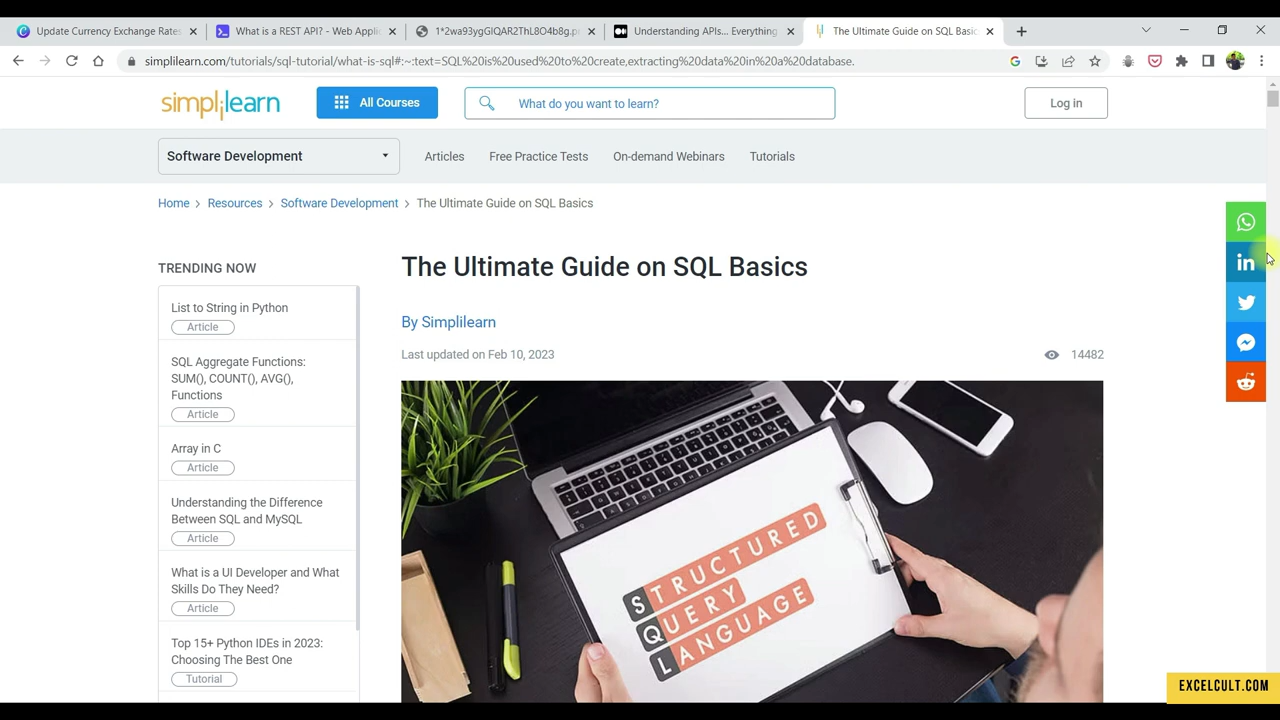 Update Currency Exchange Rates
What is a REST API? - Web Applic
1*2wa93ygGIQAR2ThL8O4b8g.p
Understanding APIs... Everything
The Ultimate Guide on SQL Basic
simplilearn.com/tutorials/sql-tutorial/what-is-sql#:~:text=SQL%20is%20used%20to%20create,extracting%20data%20in%20a%20database.
simplilearn
All Courses
What do you want to learn?
Log in
Software Development
Articles
Free Practice Tests
On-demand Webinars
Tutorials
Home > Resources > Software Development > The Ultimate Guide on SQL Basics
TRENDING NOW
List to String in Python
Article
SQL Aggregate Functions:
SUM(), COUNT(), AVG(),
Functions
Article
Array in C
Article
Understanding the Difference
Between SQL and MySQL
Article
What is a UI Developer and What
Skills Do They Need?
Article
Top 15+ Python IDEs in 2023:
Choosing The Best One
Tutorial
The Ultimate Guide on SQL Basics
By Simplilearn
Last updated on Feb 10, 2023
14482
STRUCTURED
QUERY
LANGUAGE
in
EXCELCULT.COM